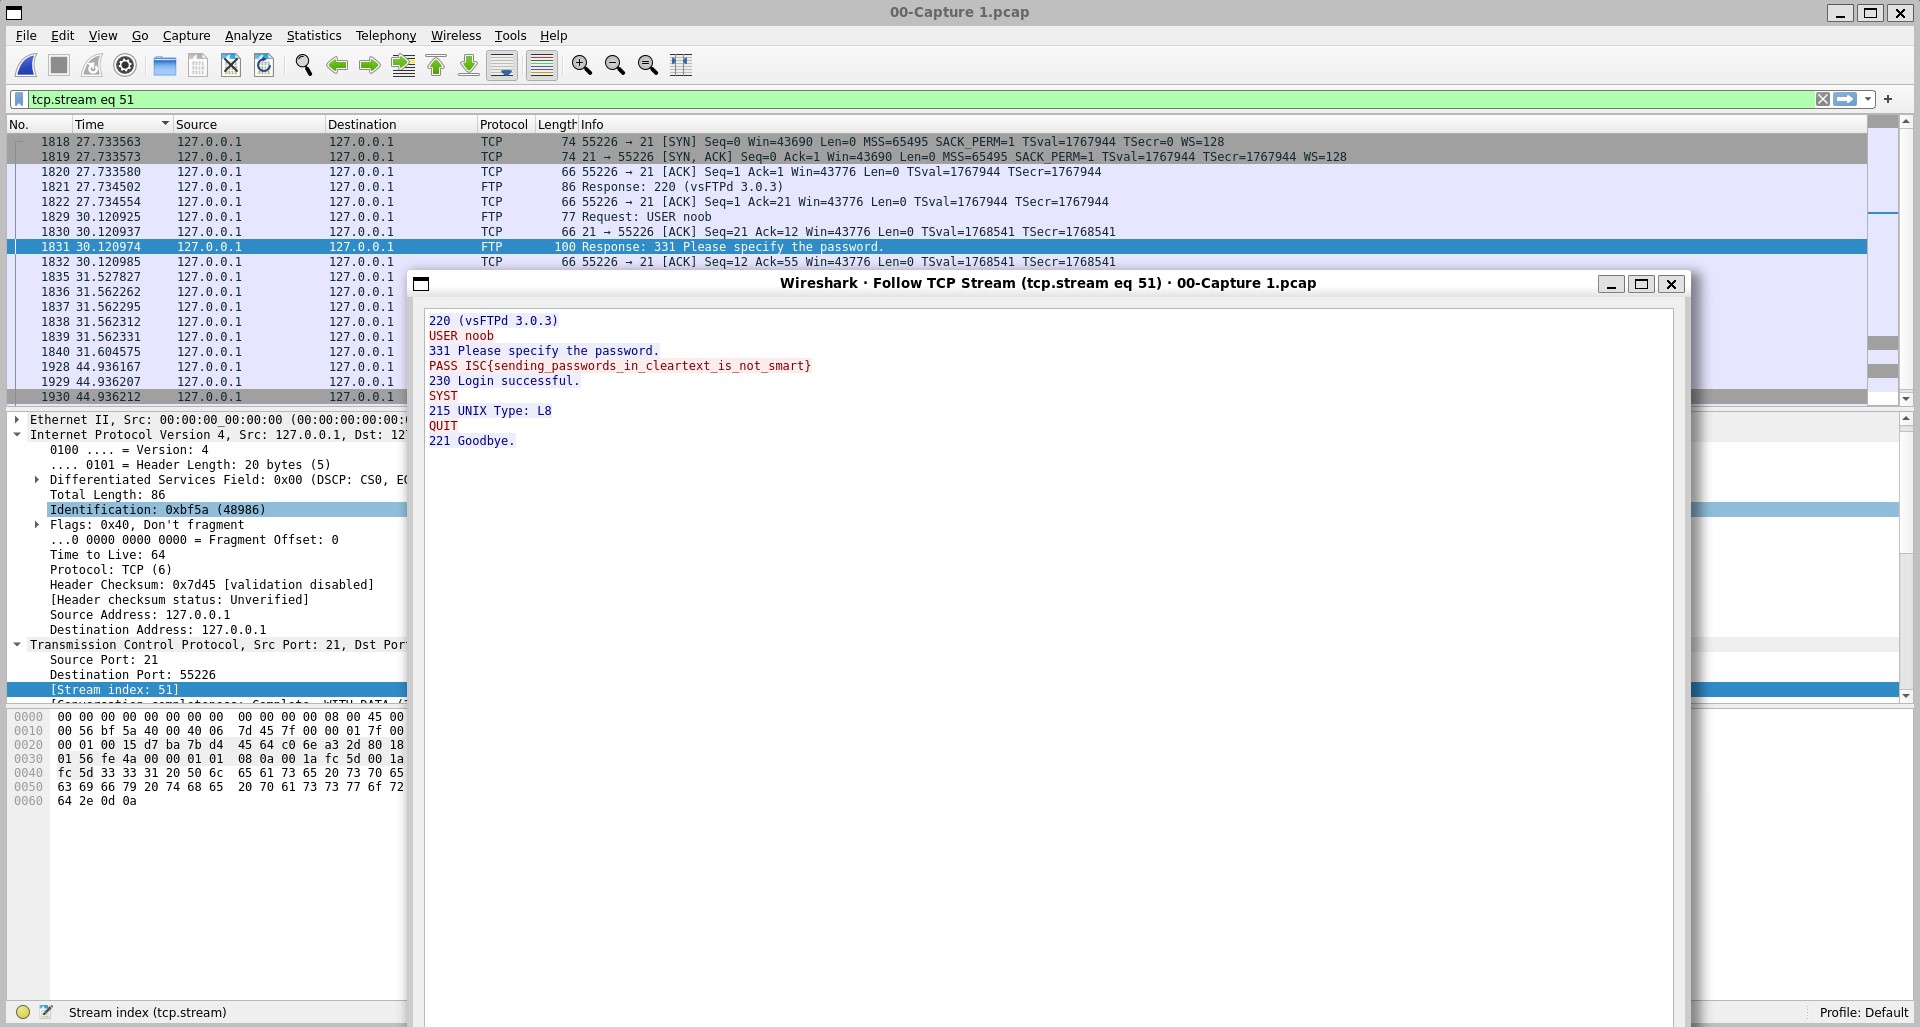 00-Capture 1.pcap
File Edit View Go Capture Analyze Statistics Telephony Wireless Tools Help
tcp.stream eq 51
No. Time Source Destination Protocol Length Info
1818 27.733563 127.0.0.1 127.0.0.1 TCP 74 55226 → 21 [SYN] Seq=0 Win=43690 Len=0 MSS=65495 SACK_PERM=1 TSval=1767944 TSecr=0 WS=128
1819 27.733573 127.0.0.1 127.0.0.1 TCP 74 21 → 55226 [SYN, ACK] Seq=0 Ack=1 Win=43690 Len=0 MSS=65495 SACK_PERM=1 TSval=1767944 TSecr=1767944 WS=128
1820 27.733580 127.0.0.1 127.0.0.1 TCP 66 55226 → 21 [ACK] Seq=1 Ack=1 Win=43776 Len=0 TSval=1767944 TSecr=1767944
1821 27.734502 127.0.0.1 127.0.0.1 FTP 86 Response: 220 (vsFTPd 3.0.3)
1822 27.734554 127.0.0.1 127.0.0.1 TCP 66 55226 → 21 [ACK] Seq=1 Ack=21 Win=43776 Len=0 TSval=1767944 TSecr=1767944
1829 30.120925 127.0.0.1 127.0.0.1 FTP 77 Request: USER noob
1830 30.120937 127.0.0.1 127.0.0.1 TCP 66 21 → 55226 [ACK] Seq=21 Ack=12 Win=43776 Len=0 TSval=1768541 TSecr=1768541
1831 30.120974 127.0.0.1 127.0.0.1 FTP 100 Response: 331 Please specify the password.
1832 30.120985 127.0.0.1 127.0.0.1 TCP 66 55226 → 21 [ACK] Seq=12 Ack=55 Win=43776 Len=0 TSval=1768541 TSecr=1768541
1835 31.527827 127.0.0.1 127.0.0.1
1836 31.562262 127.0.0.1 127.0.0.1
1837 31.562295 127.0.0.1 127.0.0.1
1838 31.562312 127.0.0.1 127.0.0.1
1839 31.562331 127.0.0.1 127.0.0.1
1840 31.604575 127.0.0.1 127.0.0.1
1928 44.936167 127.0.0.1 127.0.0.1
1929 44.936207 127.0.0.1 127.0.0.1
1930 44.936212 127.0.0.1 127.0.0.1
Wireshark · Follow TCP Stream (tcp.stream eq 51) · 00-Capture 1.pcap
220 (vsFTPd 3.0.3)
USER noob
331 Please specify the password.
PASS ISC{sending_passwords_in_cleartext_is_not_smart}
230 Login successful.
SYST
215 UNIX Type: L8
QUIT
221 Goodbye.
Ethernet II, Src: 00:00:00_00:00:00 (00:00:00:00:00:
Internet Protocol Version 4, Src: 127.0.0.1, Dst: 12
0100 .... = Version: 4
.... 0101 = Header Length: 20 bytes (5)
Differentiated Services Field: 0x00 (DSCP: CS0, EC
Total Length: 86
Identification: 0xbf5a (48986)
Flags: 0x40, Don't fragment
...0 0000 0000 0000 = Fragment Offset: 0
Time to Live: 64
Protocol: TCP (6)
Header Checksum: 0x7d45 [validation disabled]
[Header checksum status: Unverified]
Source Address: 127.0.0.1
Destination Address: 127.0.0.1
Transmission Control Protocol, Src Port: 21, Dst Por
Source Port: 21
Destination Port: 55226
[Stream index: 51]
0000 00 00 00 00 00 00 00 00 00 00 00 00 08 00 45 00
0010 00 56 bf 5a 40 00 40 06 7d 45 7f 00 00 01 7f 00
0020 00 01 00 15 d7 ba 7b d4 45 64 c0 6e a3 2d 80 18
0030 01 56 fe 4a 00 00 01 01 08 0a 00 1a fc 5d 00 1a
0040 fc 5d 33 33 31 20 50 6c 65 61 73 65 20 73 70 65
0050 63 69 66 79 20 74 68 65 20 70 61 73 73 77 6f 72
0060 64 2e 0d 0a
Stream index (tcp.stream)
Profile: Default